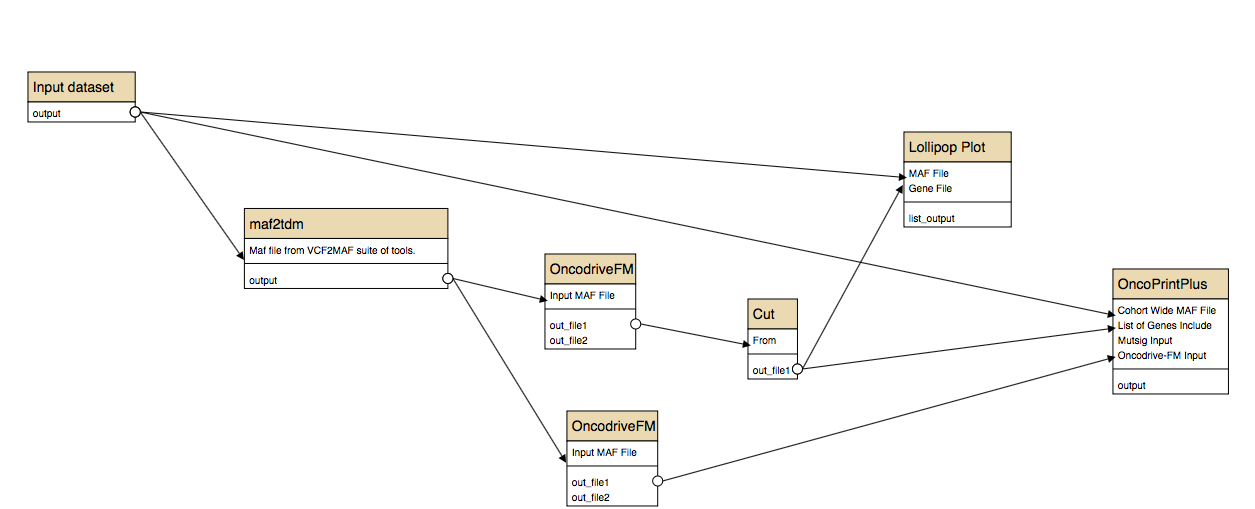 Input dataset
output
Lollipop Plot
MAF File
Gene File
list_output
maf2tdm
Maf file from VCF2MAF suite of tools.
output
OncodriveFM
Input MAF File
out_file1
out_file2
Cut
From
out_file1
OncoPrintPlus
Cohort Wide MAF File
List of Genes Include
Mutsig Input
Oncodrive-FM Input
output
OncodriveFM
Input MAF File
out_file1
out_file2